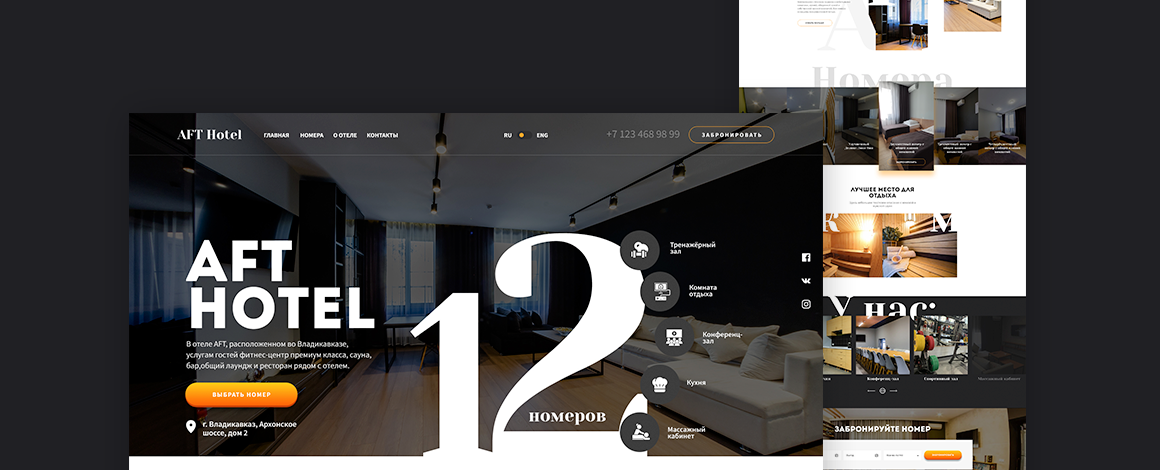 AFT Hotel
ГЛАВНАЯ
НОМЕРА
О ОТЕЛЕ
КОНТАКТЫ
RU
ENG
+7 123 468 98 99
ЗАБРОНИРОВАТЬ
AFT
HOTEL
В отеле AFT, расположенном во Владикавказе,
услугам гостей фитнес-центр премиум класса, сауна,
бар,общий лаундж и ресторан рядом с отелем.
ВЫБРАТЬ НОМЕР
г. Владикавказ, Архонское
шоссе, дом 2
12
номеров
Тренажёрный
зал
Комната
отдыха
Конференц-
зал
Кухня
Массажный
кабинет
Номера
ЛУЧШЕЕ МЕСТО ДЛЯ
ОТДЫХА
У нас:
Конференц-зал
Спортивный зал
Массажный кабинет
ЗАБРОНИРУЙТЕ НОМЕР